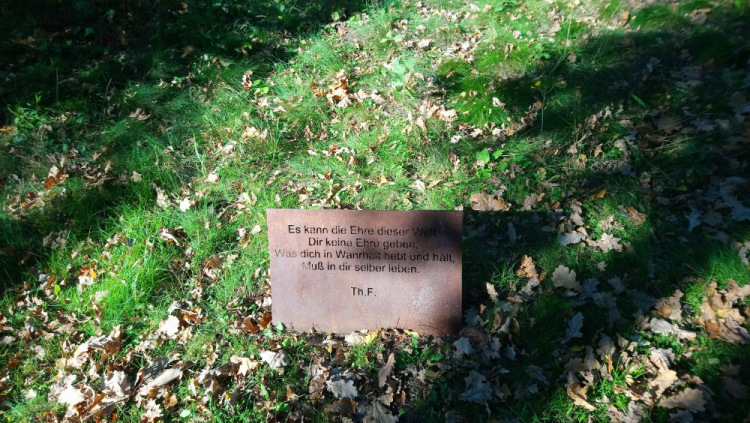 Es kann die Ehre dieser Welt
Dir keine Ehre geben,
Was dich in Wahrheit hebt und hält,
Muß in dir selber leben.
Th.F.